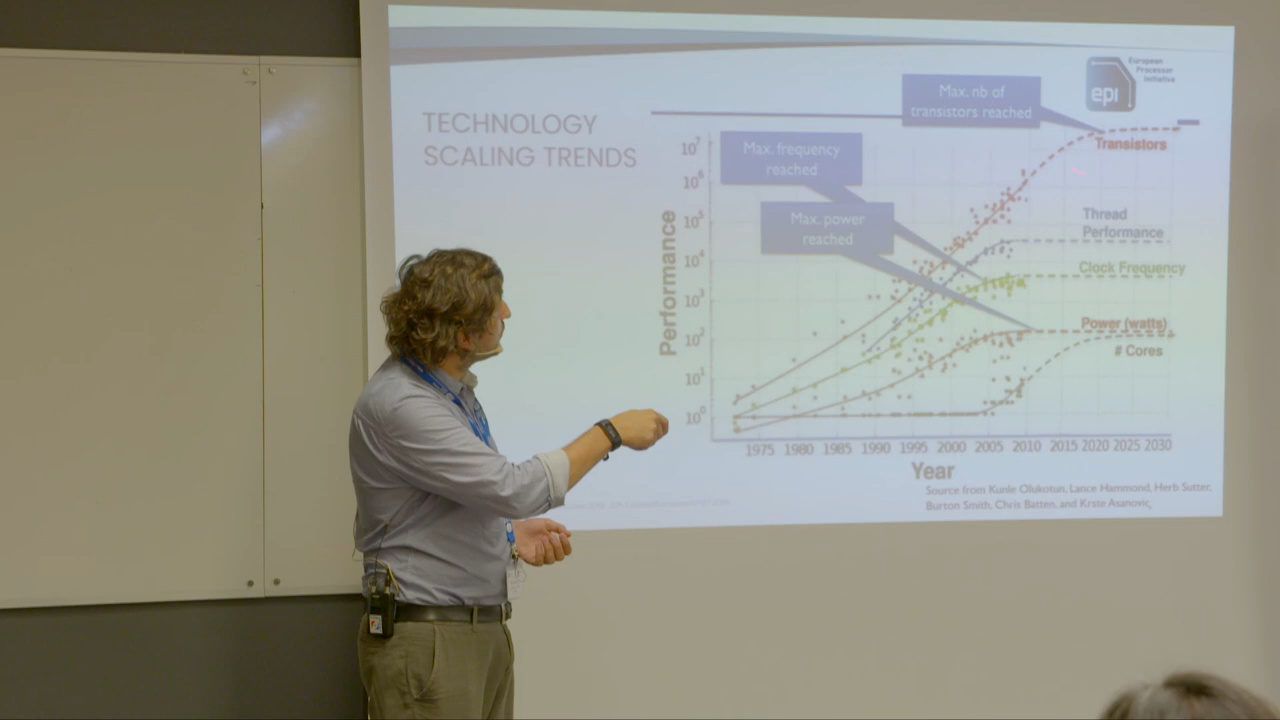 TECHNOLOGY
SCALING TRENDS
European
Processor
Initiative
epi
Max. nb of
transistors reached
Max. frequency
reached
Max. power
reached
Transistors
Thread
Performance
Clock Frequency
Power (watts)
# Cores
Performance
10⁷
10⁶
10⁵
10⁴
10³
10²
10¹
10⁰
1975 1980 1985 1990 1995 2000 2005 2010 2015 2020 2025 2030
Year
Source from Kunle Olukotun, Lance Hammond, Herb Sutter,
Burton Smith, Chris Batten, and Krste Asanovic